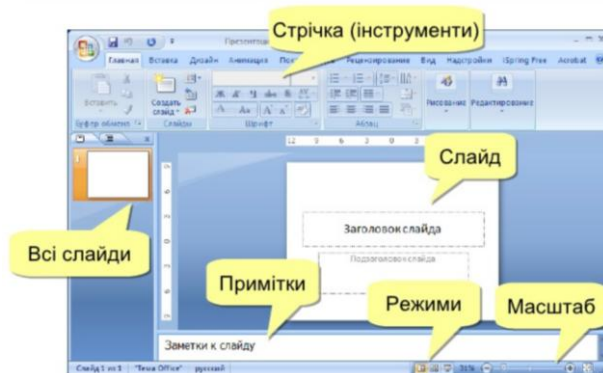 Стрічка (інструменти)
Главная Вставка Дизайн Анимация Рецензирование Вид Надстройки iSpring Free Acrobat
Вставить Создать слайд Рисование Редактирование
Буфер обмена Слайды Шрифт Абзац
Слайд
Заголовок слайда
Подзаголовок слайда
Всі слайди
Примітки
Режими
Масштаб
Заметки к слайду
Слайд 1 из 1 "Тема Office" русский